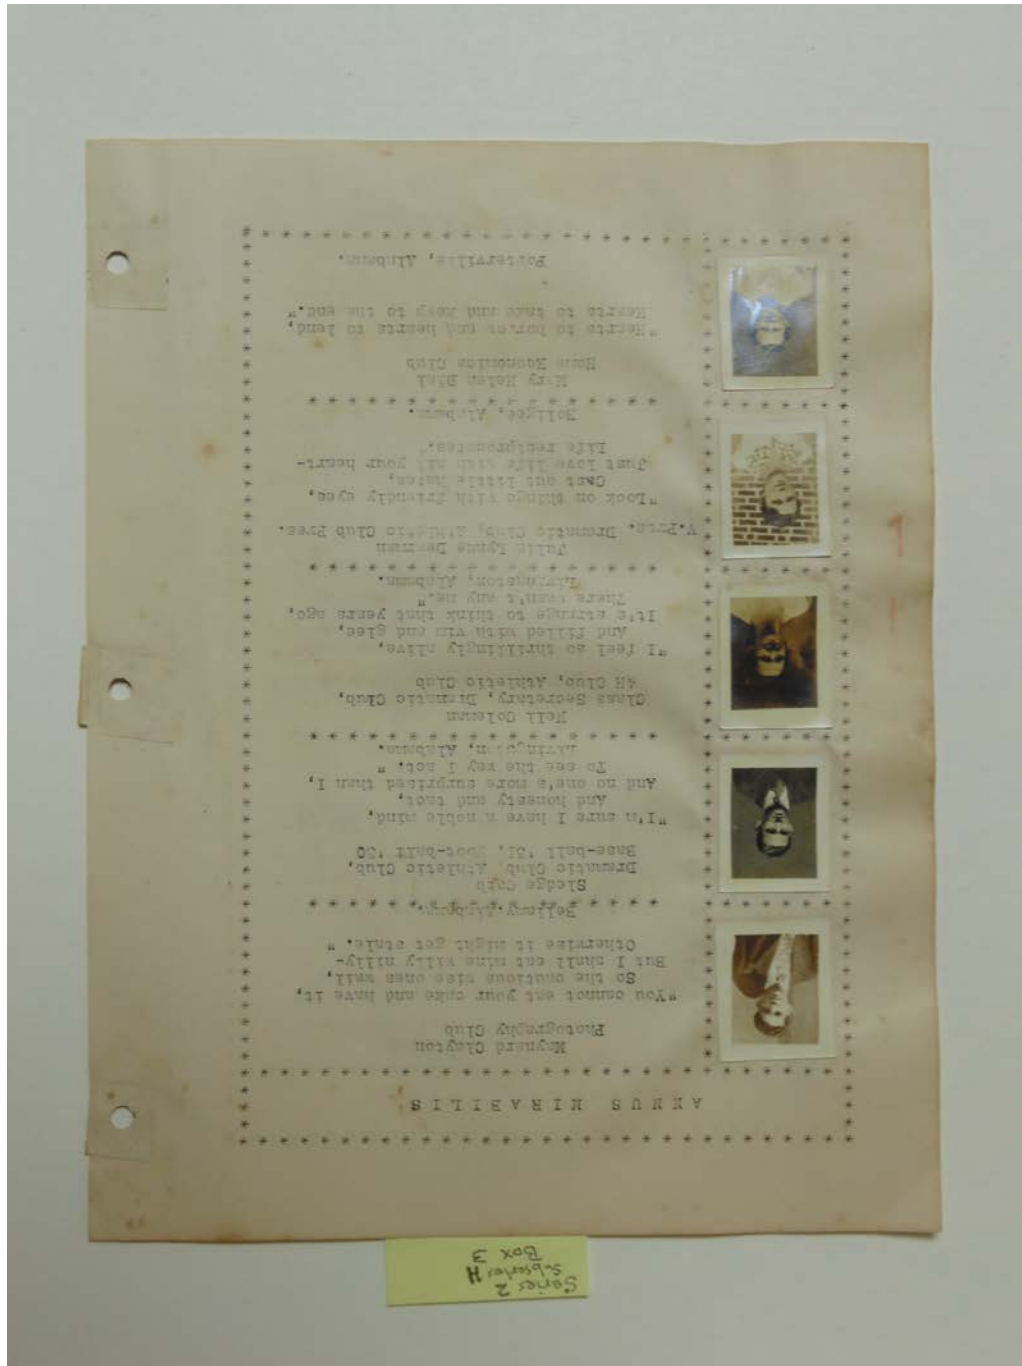 ANNUS MIRABILIS
Maynard Clayton
Photography Club
"You cannot eat your cake and have it,
So the cautious wise ones wail,
But I shall eat mine willy nilly-
Otherwise it might get stale. "
Bellamy, Alabama.
Sledge Cobb
Dramatic Club, Athletic Club,
Base-ball '31, Foot-ball '30
"I'm sure I have a noble mind,
And honesty and tact,
And no one's more surprised than I,
To see the way I act. "
Livingston, Alabama.
Nell Coleman
Class Secretary, Dramatic Club,
4H Club, Athletic Club
"I feel so thrillingly alive,
And filled with vim and glee,
It's strange to think that years ago,
There wasn't any me."
Livingston, Alabama.
Julia Lynne Dearman
V.Pres. Dramatic Club, Athletic Club Pres.
"Look on things with friendly eyes,
Cast out little hates,
Just love life with all your heart-
Life reciprocates."
Boligee, Alabama.
Mary Helen Dial
Home Economics Club
"Hearts to borrow and hearts to lend,
Hearts to take and keep to the end."
Porterville, Alabama.
1
Series 2
Subseries H
Box 3